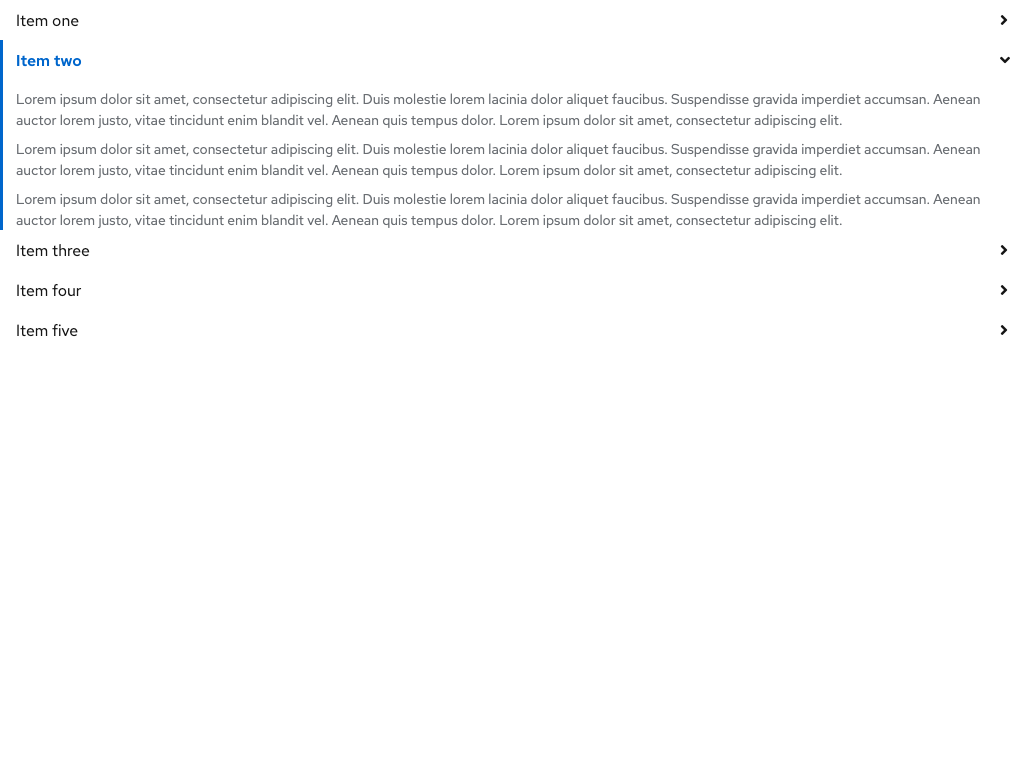 Item one
Item two
Lorem ipsum dolor sit amet, consectetur adipiscing elit. Duis molestie lorem lacinia dolor aliquet faucibus. Suspendisse gravida imperdiet accumsan. Aenean
auctor lorem justo, vitae tincidunt enim blandit vel. Aenean quis tempus dolor. Lorem ipsum dolor sit amet, consectetur adipiscing elit.
Lorem ipsum dolor sit amet, consectetur adipiscing elit. Duis molestie lorem lacinia dolor aliquet faucibus. Suspendisse gravida imperdiet accumsan. Aenean
auctor lorem justo, vitae tincidunt enim blandit vel. Aenean quis tempus dolor. Lorem ipsum dolor sit amet, consectetur adipiscing elit.
Lorem ipsum dolor sit amet, consectetur adipiscing elit. Duis molestie lorem lacinia dolor aliquet faucibus. Suspendisse gravida imperdiet accumsan. Aenean
auctor lorem justo, vitae tincidunt enim blandit vel. Aenean quis tempus dolor. Lorem ipsum dolor sit amet, consectetur adipiscing elit.
Item three
Item four
Item five